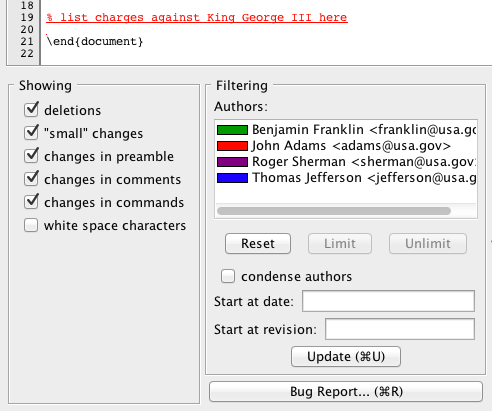 18
19 % list charges against King George III here
20
21 \end{document}
22
Showing
deletions
"small" changes
changes in preamble
changes in comments
changes in commands
white space characters
Filtering
Authors:
Benjamin Franklin <franklin@usa.gov
John Adams <adams@usa.gov>
Roger Sherman <sherman@usa.gov>
Thomas Jefferson <jefferson@usa.g
Reset Limit Unlimit
condense authors
Start at date:
Start at revision:
Update (⌘U)
Bug Report... (⌘R)